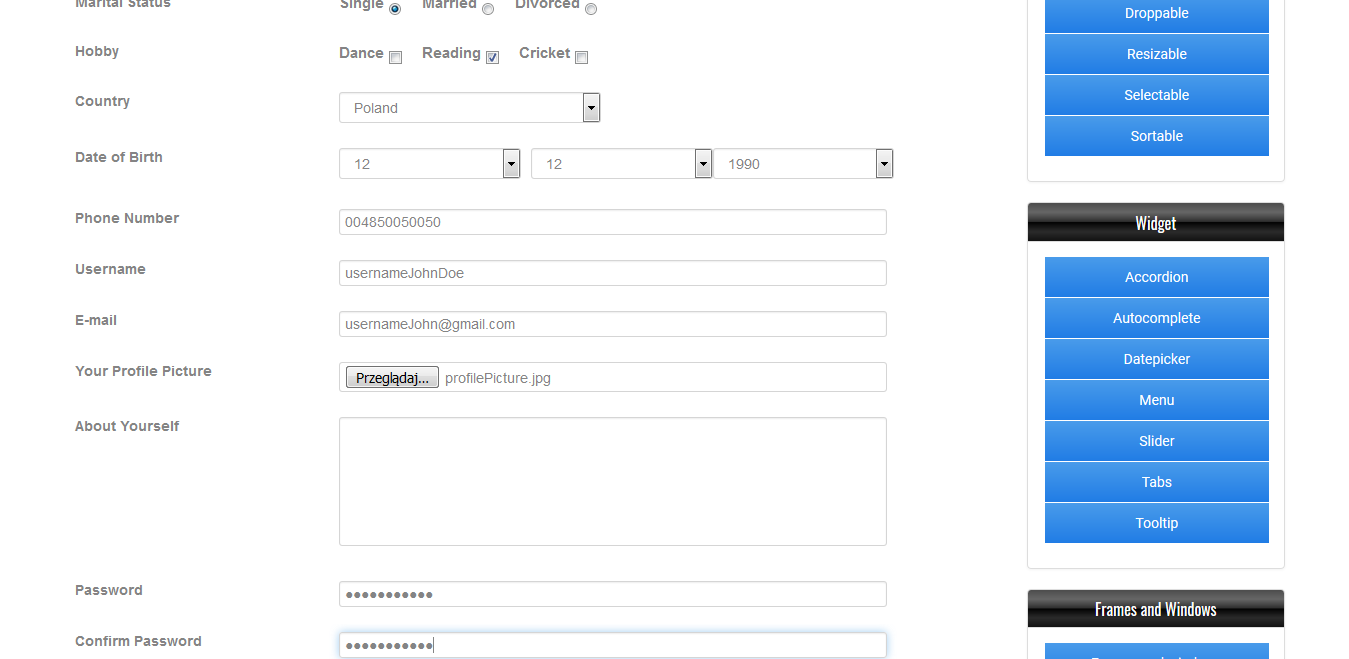 Marital Status Single Married Divorced
Hobby Dance Reading Cricket
Country Poland
Date of Birth 12 12 1990
Phone Number 004850050050
Username usernameJohnDoe
E-mail usernameJohn@gmail.com
Your Profile Picture Przeglądaj... profilePicture.jpg
About Yourself
Password •••••••••••
Confirm Password •••••••••••
Droppable
Resizable
Selectable
Sortable
Widget
Accordion
Autocomplete
Datepicker
Menu
Slider
Tabs
Tooltip
Frames and Windows